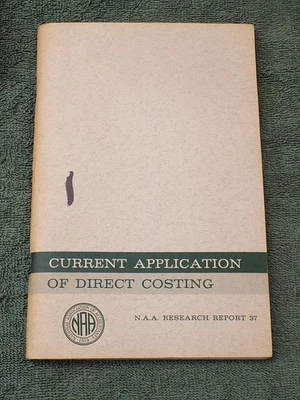 CURRENT APPLICATION
OF DIRECT COSTING
N.A.A. RESEARCH REPORT 37
NAA